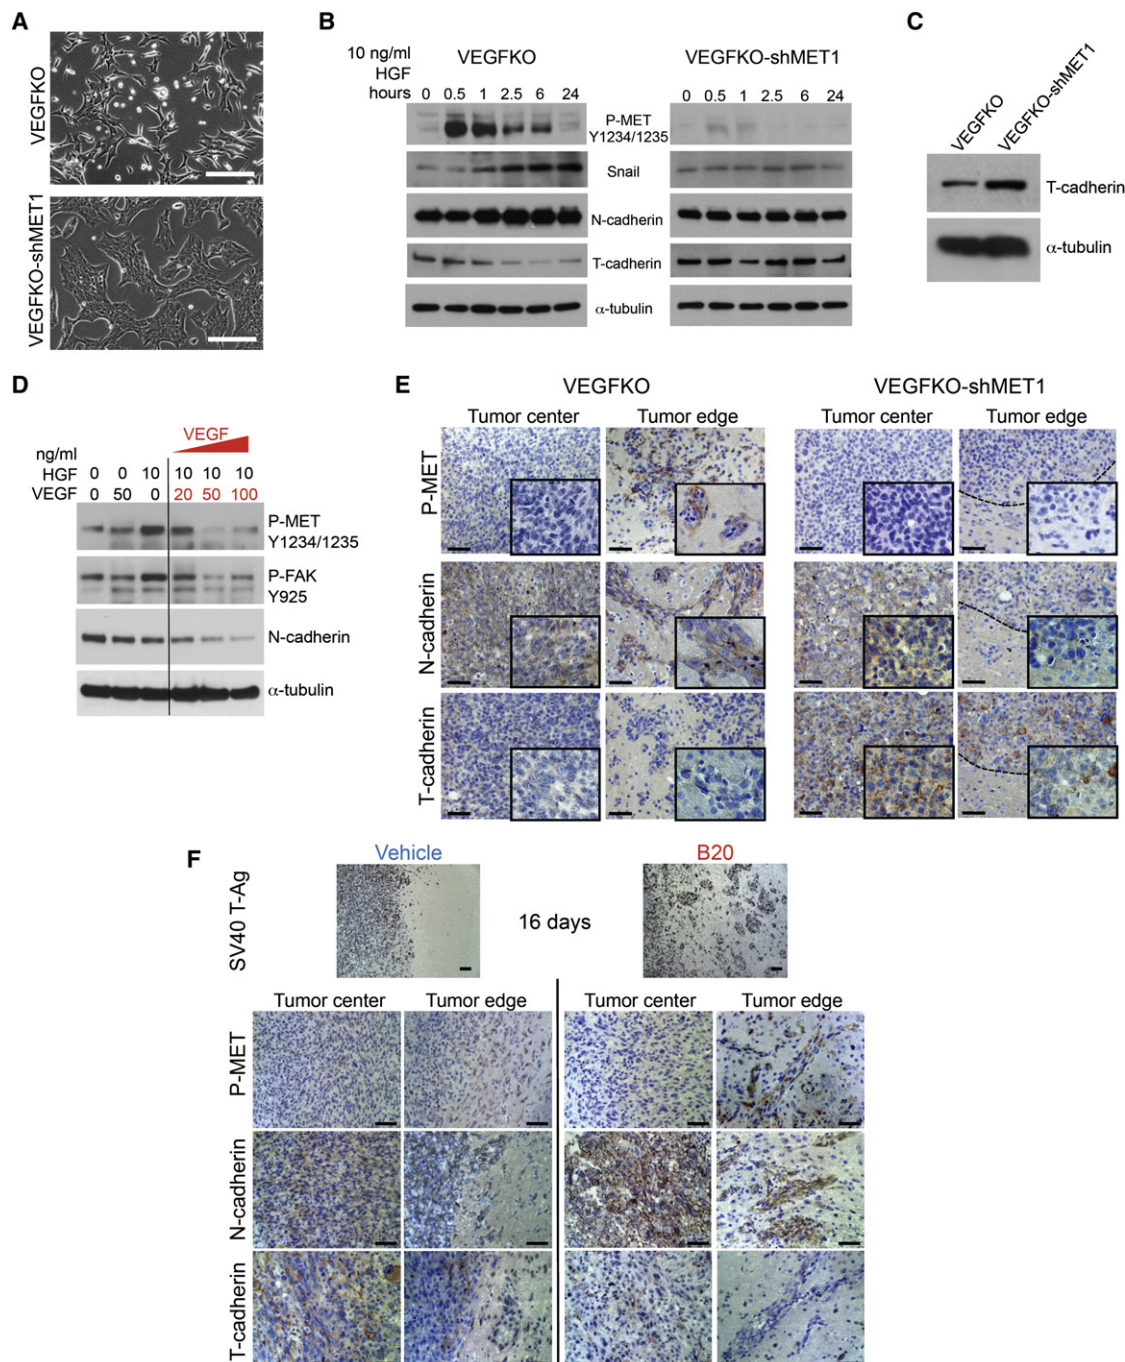 A
VEGFKO
VEGFKO-shMET1
B
10 ng/ml
HGF
hours
VEGFKO
VEGFKO-shMET1
0 0.5 1 2.5 6 24
0 0.5 1 2.5 6 24
P-MET
Y1234/1235
Snail
N-cadherin
T-cadherin
α-tubulin
C
VEGFKO
VEGFKO-shMET1
T-cadherin
α-tubulin
D
VEGF
ng/ml
HGF 0 0 10 10 10 10
VEGF 0 50 0 20 50 100
P-MET
Y1234/1235
P-FAK
Y925
N-cadherin
α-tubulin
E
VEGFKO
VEGFKO-shMET1
Tumor center Tumor edge
Tumor center Tumor edge
P-MET
N-cadherin
T-cadherin
F
Vehicle
B20
SV40 T-Ag
16 days
Tumor center Tumor edge
Tumor center Tumor edge
P-MET
N-cadherin
T-cadherin